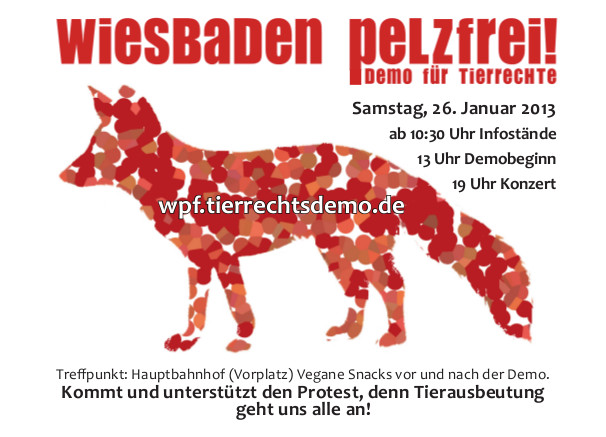 WiESBaDEN peLzfrei!
DEMO für TierrecHTe
Samstag, 26. Januar 2013
ab 10:30 Uhr Infostände
13 Uhr Demobeginn
19 Uhr Konzert
wpf.tierrechtsdemo.de
Treffpunkt: Hauptbahnhof (Vorplatz) Vegane Snacks vor und nach der Demo.
Kommt und unterstützt den Protest, denn Tierausbeutung
geht uns alle an!